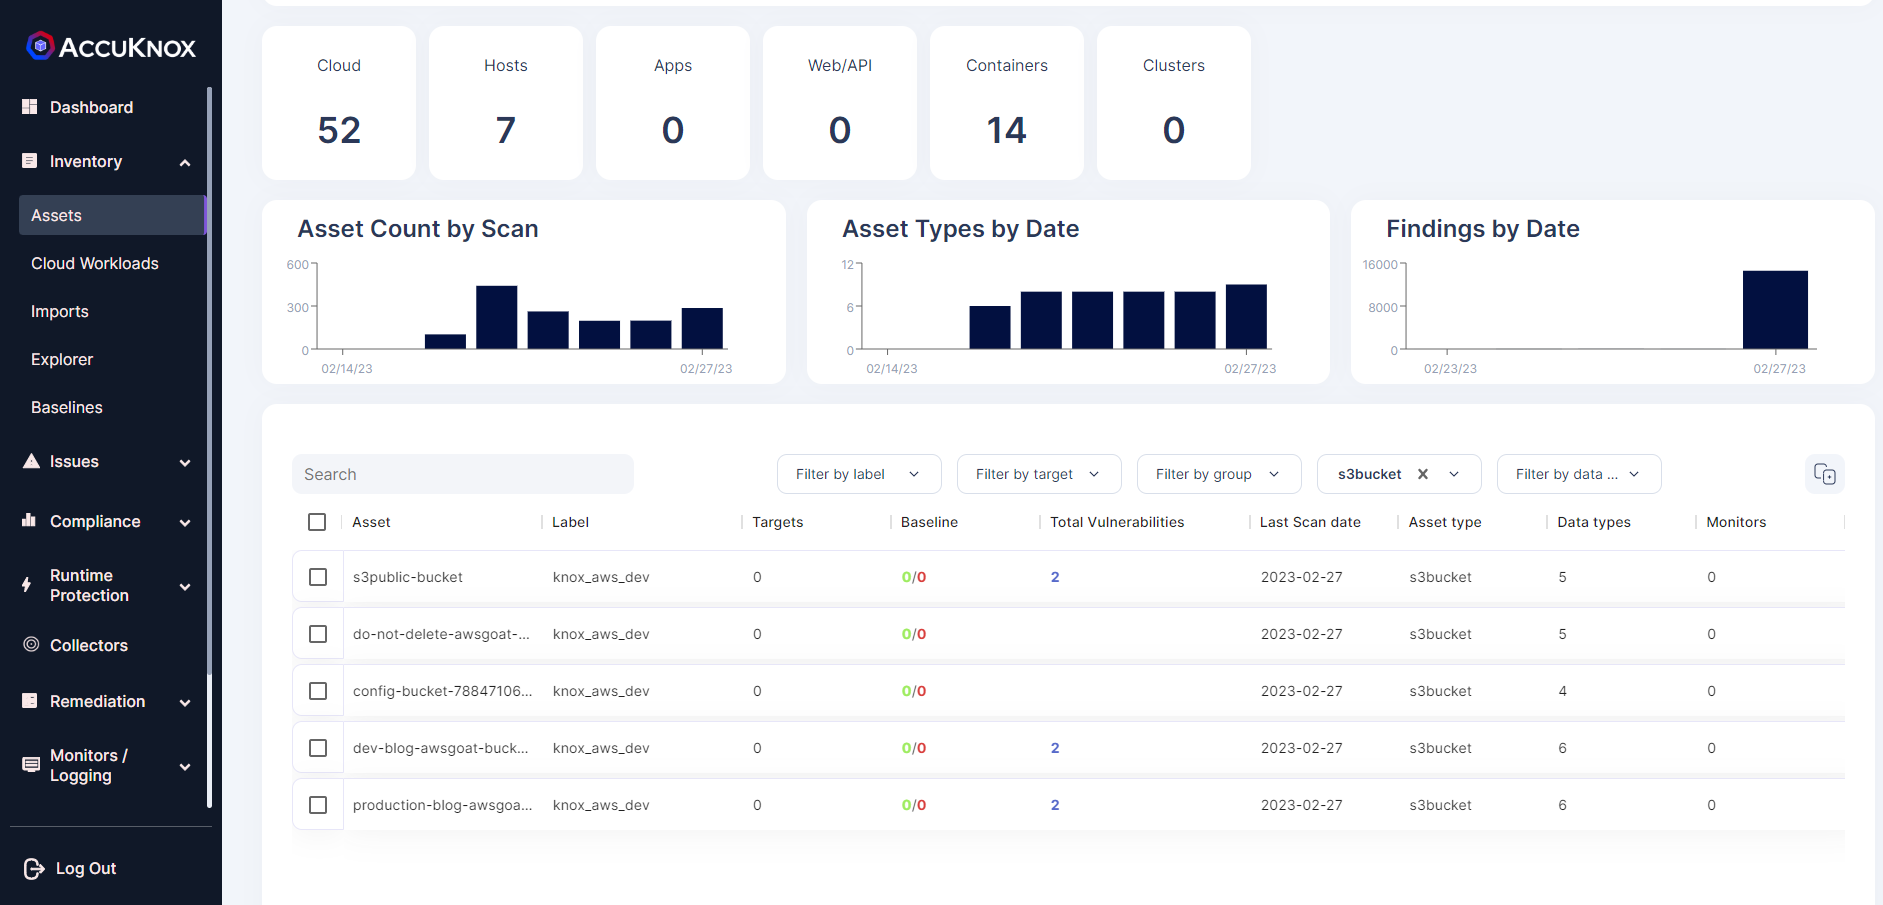 ACCUKNOX
Dashboard
Inventory
Assets
Cloud Workloads
Imports
Explorer
Baselines
Issues
Compliance
Runtime
Protection
Collectors
Remediation
Monitors /
Logging
Log Out
Cloud Hosts Apps Web/API Containers Clusters
52 7 0 0 14 0
Asset Count by Scan
600
300
0
02/14/23 02/27/23
Asset Types by Date
12
6
0
02/14/23 02/27/23
Findings by Date
16000
8000
0
02/23/23 02/27/23
Search Filter by label Filter by target Filter by group s3bucket Filter by data ...
Asset Label Targets Baseline Total Vulnerabilities Last Scan date Asset type Data types Monitors
s3public-bucket knox_aws_dev 0 0/0 2 2023-02-27 s3bucket 5 0
do-not-delete-awsgoat-... knox_aws_dev 0 0/0 2023-02-27 s3bucket 5 0
config-bucket-78847106... knox_aws_dev 0 0/0 2023-02-27 s3bucket 4 0
dev-blog-awsgoat-buck... knox_aws_dev 0 0/0 2 2023-02-27 s3bucket 6 0
production-blog-awsgoa... knox_aws_dev 0 0/0 2 2023-02-27 s3bucket 6 0